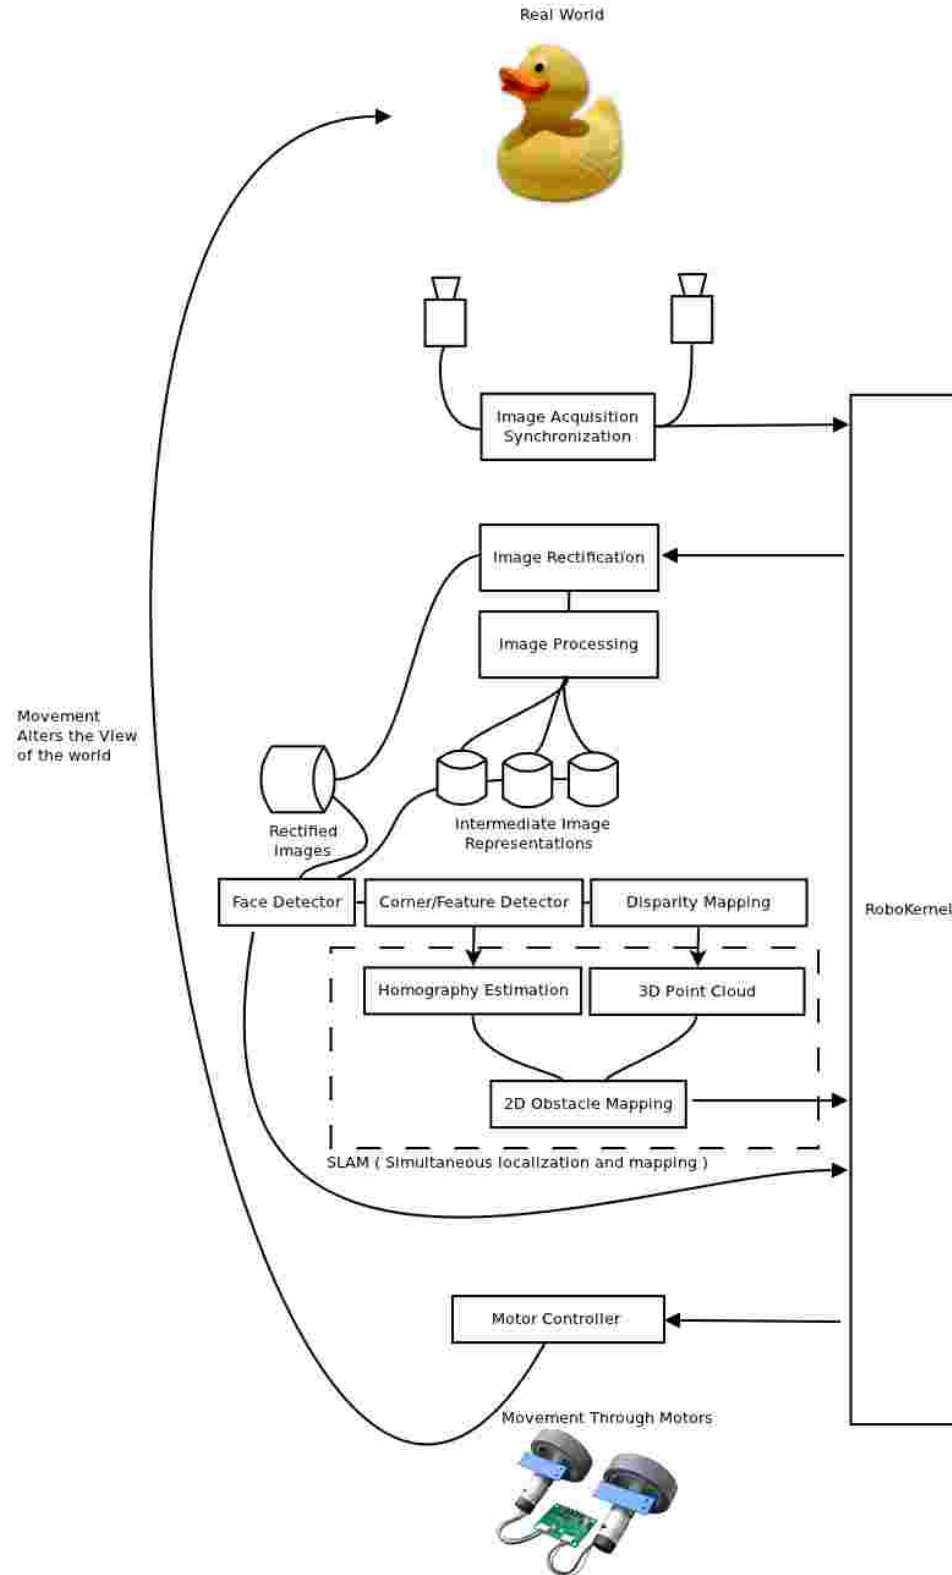 Real World
Image Acquisition
Synchronization
Image Rectification
Image Processing
Movement
Alters the View
of the world
Rectified
Images
Intermediate Image
Representations
Face Detector
Corner/Feature Detector
Disparity Mapping
RoboKernel
Homography Estimation
3D Point Cloud
2D Obstacle Mapping
SLAM ( Simultaneous localization and mapping )
Motor Controller
Movement Through Motors